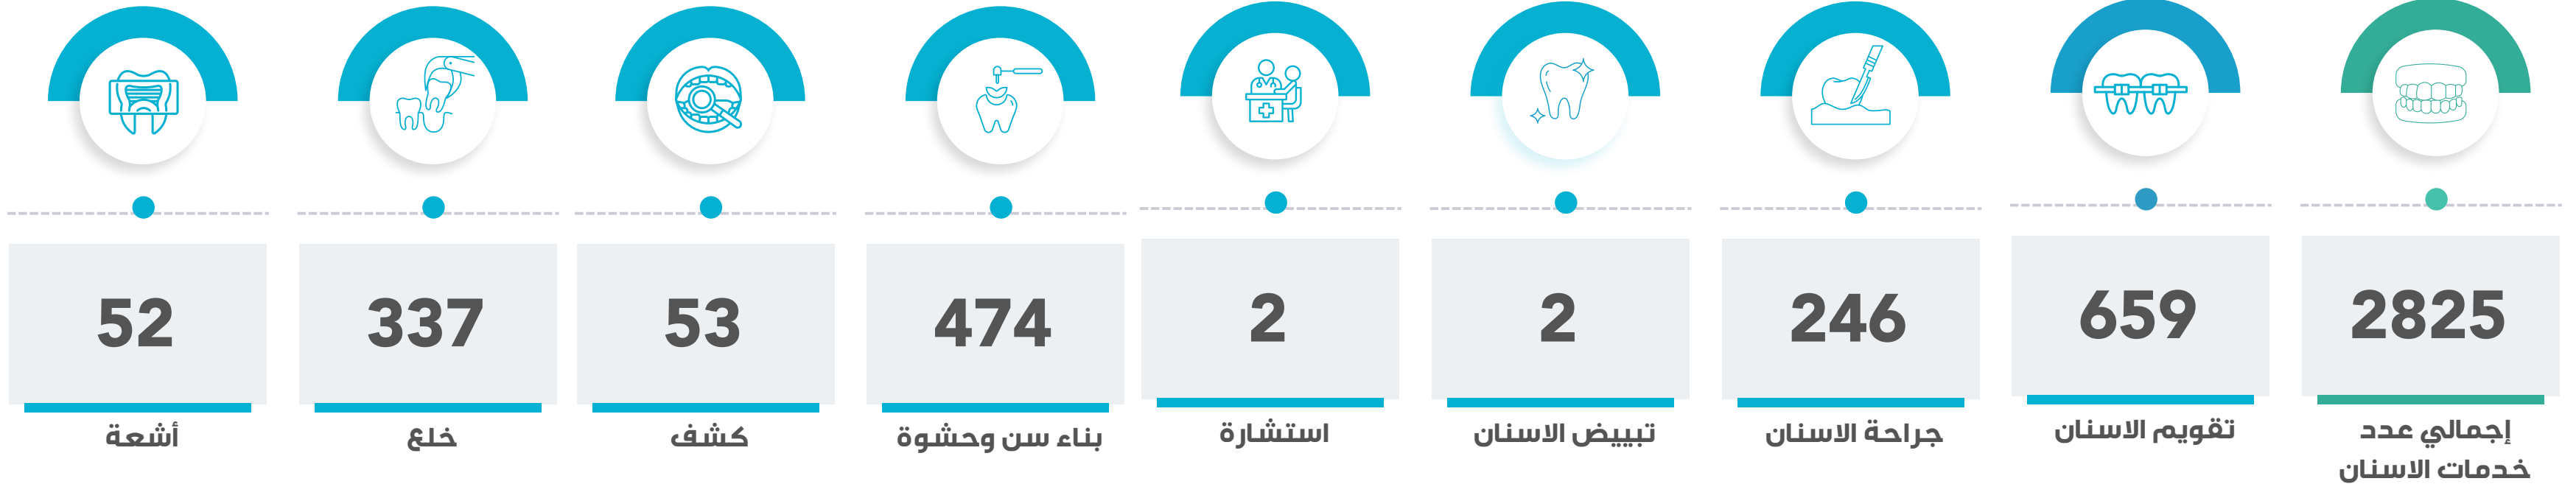 2825
إجمالي عدد
خدمات الاسنان
659
تقويم الاسنان
246
جراحة الاسنان
2
تبييض الاسنان
2
استشارة
474
بناء سن وحشوة
53
كشف
337
خلع
52
أشعة